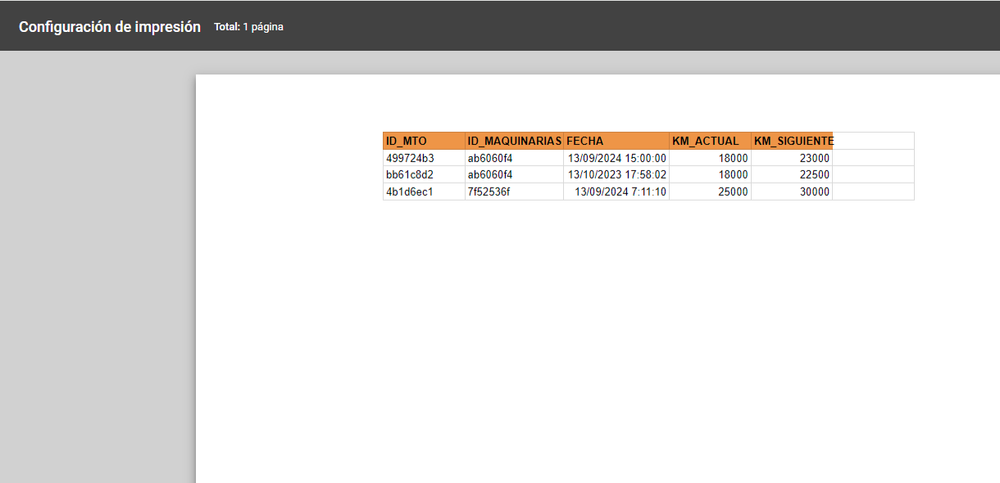 Configuración de impresión Total: 1 página
ID_MTO ID_MAQUINARIAS FECHA KM_ACTUAL KM_SIGUIENTE
499724b3 ab6060f4 13/09/2024 15:00:00 18000 23000
bb61c8d2 ab6060f4 13/10/2023 17:58:02 18000 22500
4b1d6ec1 7f52536f 13/09/2024 7:11:10 25000 30000